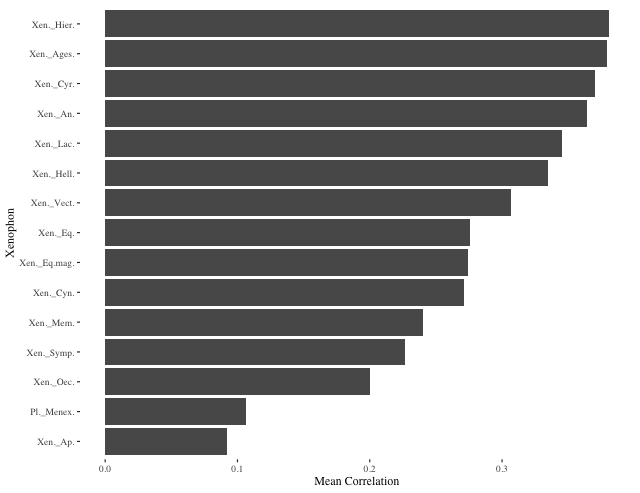 Xenophon
Xen._Hier.
Xen._Ages.
Xen._Cyr.
Xen._An.
Xen._Lac.
Xen._Hell.
Xen._Vect.
Xen._Eq.
Xen._Eq.mag.
Xen._Cyn.
Xen._Mem.
Xen._Symp.
Xen._Oec.
Pl._Menex.
Xen._Ap.
0.0 0.1 0.2 0.3
Mean Correlation